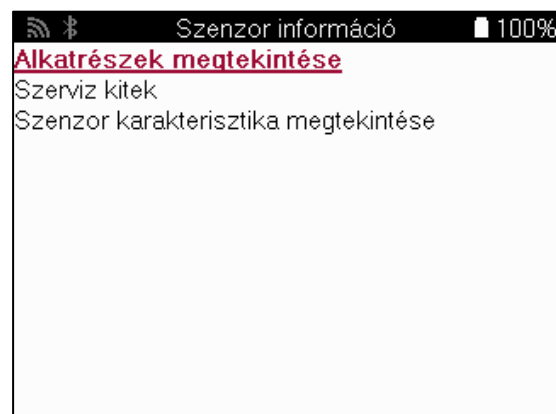 Szenzor információ 100%
Alkatrészek megtekintése
Szerviz kitek
Szenzor karakterisztika megtekintése